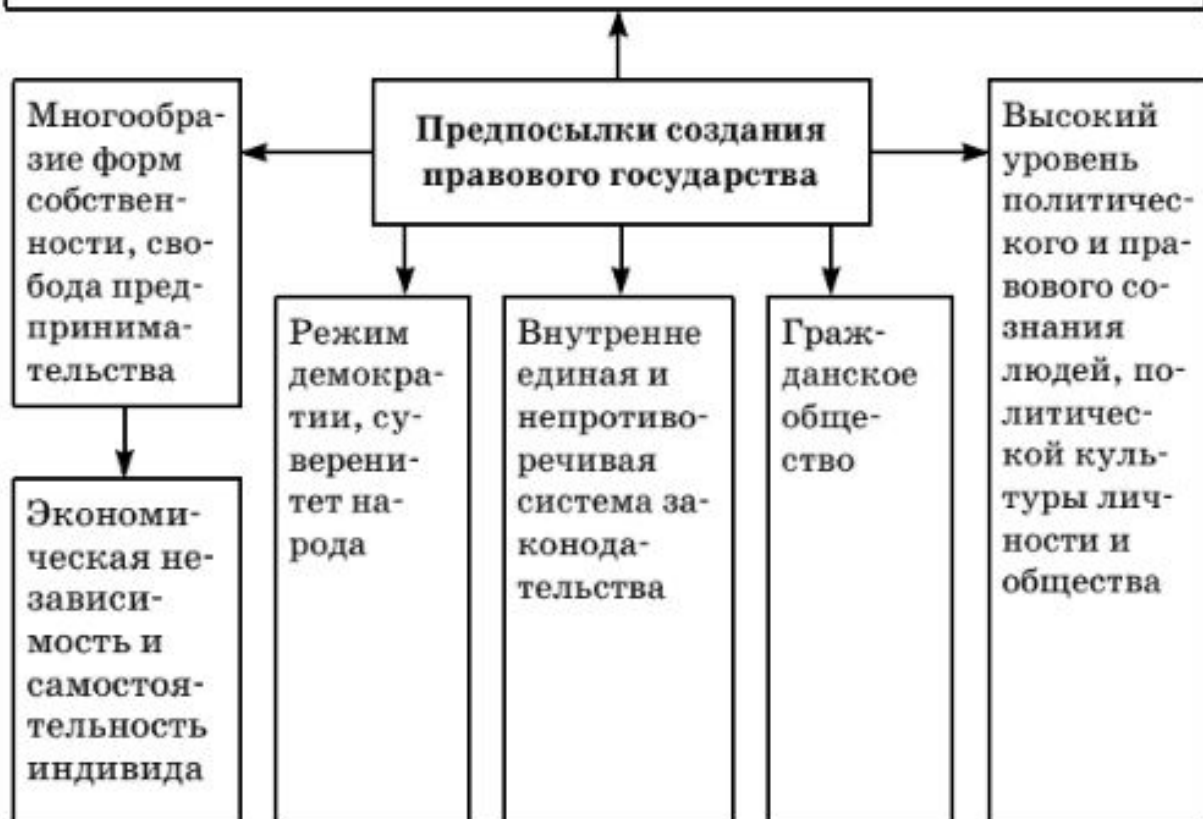 Предпосылки создания
правового государства
Многообра-
зие форм
собствен-
ности, сво-
бода пред-
принима-
тельства
Экономи-
ческая не-
зависи-
мость и
самостоя-
тельность
индивида
Режим
демокра-
тии, су-
верени-
тет на-
рода
Внутренне
единая и
непротиво-
речивая
система за-
конода-
тельства
Граж-
данское
обще-
ство
Высокий
уровень
политичес-
кого и пра-
вового со-
знания
людей, по-
литичес-
кой куль-
туры лич-
ности и
общества